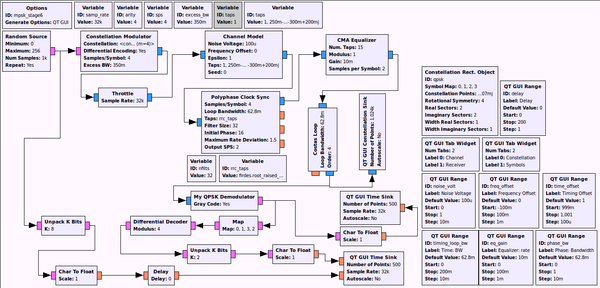 Options
ID: mpsk_stage6
Generate Options: QT GUI
Variable
ID: samp_rate
Value: 32k
Variable
ID: arity
Value: 4
Variable
ID: sps
Value: 4
Variable
ID: excess_bw
Value: 350m
Variable
ID: taps
Value: 1
Variable
ID: taps
Value: 1, 250m-...-300m+200mj
Random Source
Minimum: 0
Maximum: 256
Num Samples: 1k
Repeat: Yes
Constellation Modulator
Constellation: <con... (m=4)>
Differential Encoding: Yes
Samples/Symbol: 4
Excess BW: 350m
Throttle
Sample Rate: 32k
Channel Model
Noise Voltage: 100u
Frequency Offset: 0
Epsilon: 1
Taps: 1, 250m-...-300m+200mj
Seed: 0
CMA Equalizer
Num. Taps: 15
Modulus: 1
Gain: 10m
Samples per Symbol: 2
Polyphase Clock Sync
Samples/Symbol: 4
Loop Bandwidth: 62.8m
Taps: rrc_taps
Filter Size: 32
Initial Phase: 16
Maximum Rate Deviation: 1.5
Output SPS: 2
Costas Loop
Loop Bandwidth: 62.8m
Order: 4
QT GUI Constellation Sink
Number of Points: 1.024k
Autoscale: No
Variable
ID: nfilts
Value: 32
Variable
ID: rrc_taps
Value: firdes.root_raised_...
My QPSK Demodulator
Gray Code: Yes
QT GUI Time Sink
Number of Points: 500
Sample Rate: 32k
Autoscale: No
Unpack K Bits
K: 8
Differential Decoder
Modulus: 4
Map
Map: 0, 1, 3, 2
Char To Float
Scale: 1
Unpack K Bits
K: 2
Char To Float
Scale: 1
QT GUI Time Sink
Number of Points: 500
Sample Rate: 32k
Autoscale: No
Char To Float
Scale: 1
Delay
Delay: 0
Constellation Rect. Object
ID: qpsk
Symbol Map: 0, 1, 2, 3
Constellation Points: ...07mj
Rotational Symmetry: 4
Real Sectors: 2
Imaginary Sectors: 2
Width Real Sectors: 1
Width Imaginary Sectors: 1
QT GUI Range
ID: delay
Label: Delay
Default Value: 0
Start: 0
Stop: 200
Step: 1
QT GUI Tab Widget
Num Tabs: 2
Label 0: Channel
Label 1: Receiver
QT GUI Tab Widget
Num Tabs: 2
Label 0: Constellation
Label 1: Symbols
QT GUI Range
ID: noise_volt
Label: Noise Voltage
Default Value: 100u
Start: 0
Stop: 1
Step: 10m
QT GUI Range
ID: freq_offset
Label: Frequency Offset
Default Value: 0
Start: -100m
Stop: 100m
Step: 1m
QT GUI Range
ID: time_offset
Label: Timing Offset
Default Value: 1
Start: 999m
Stop: 1.001
Step: 100u
QT GUI Range
ID: timing_loop_bw
Label: Time: BW
Default Value: 62.8m
Start: 0
Stop: 200m
Step: 10m
QT GUI Range
ID: eq_gain
Label: Equalizer: rate
Default Value: 10m
Start: 0
Stop: 100m
Step: 1m
QT GUI Range
ID: phase_bw
Label: Phase: Bandwidth
Default Value: 62.8m
Start: 0
Stop: 1
Step: 10m